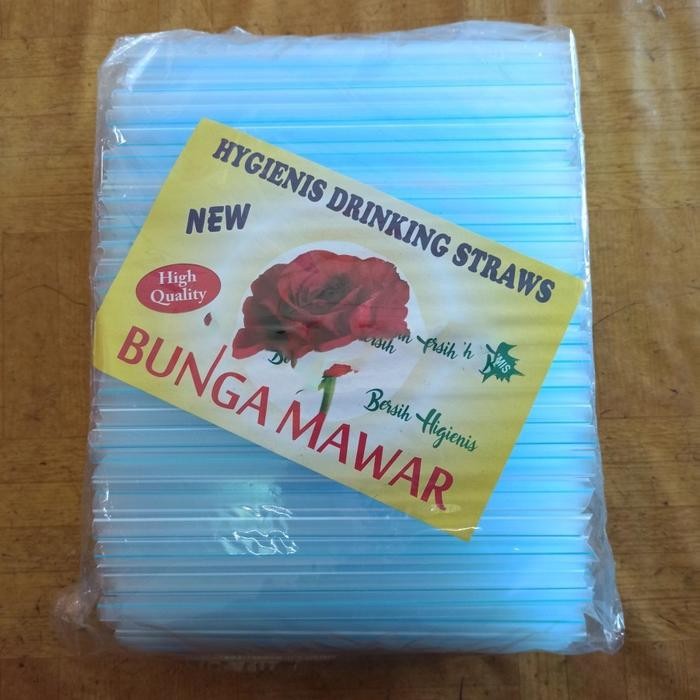 HYGIENIS DRINKING STRAWS
NEW
High
Quality
BUNGA MAWAR
Bersih Higienis